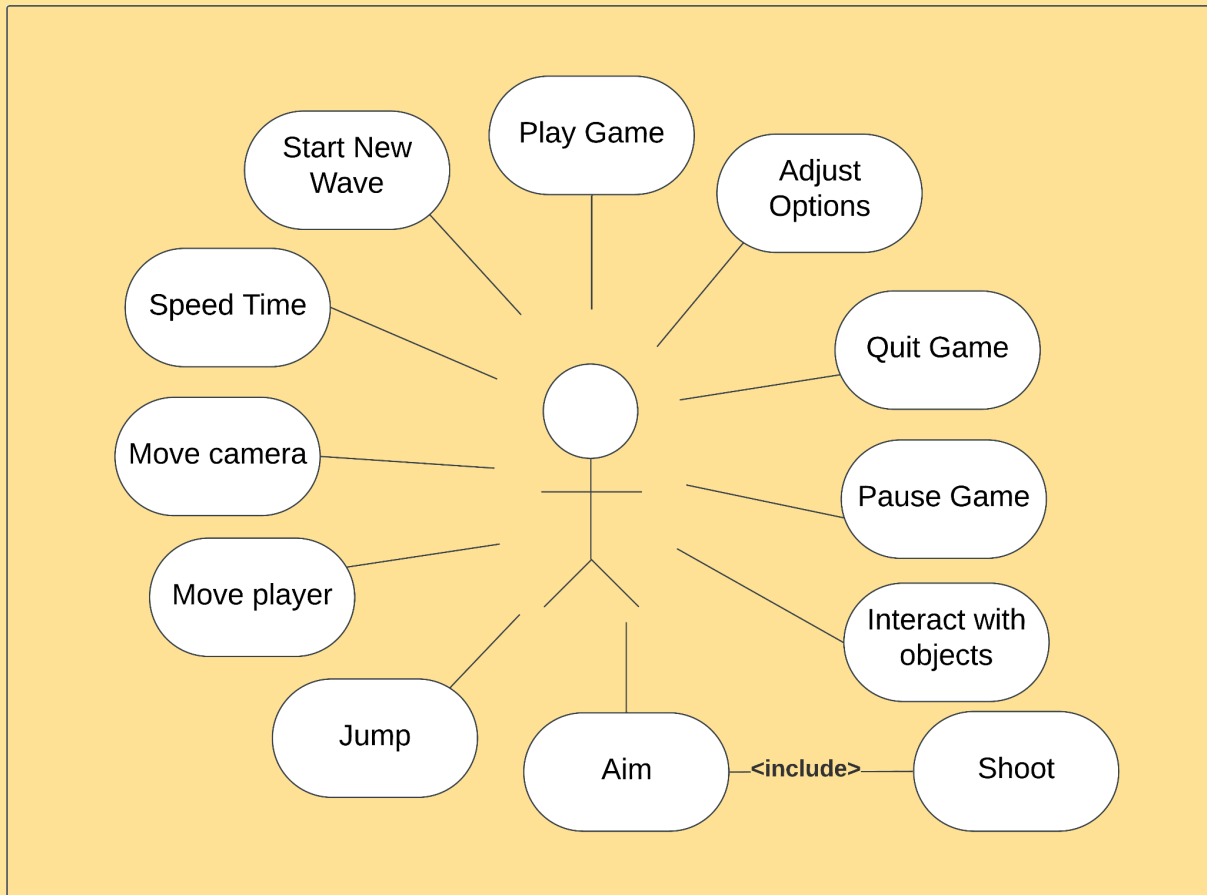 Play Game
Start New
Wave
Adjust
Options
Speed Time
Quit Game
Move camera
Pause Game
Move player
Interact with
objects
Jump
Aim
<include>
Shoot